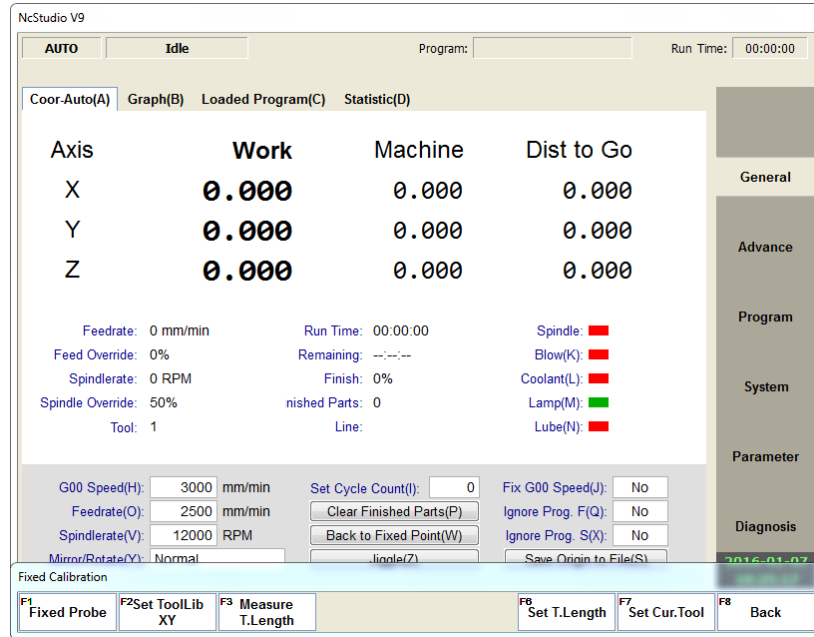 NcStudio V9
AUTO Idle Program: Run Time: 00:00:00
Coor-Auto(A) Graph(B) Loaded Program(C) Statistic(D)
Axis Work Machine Dist to Go
X 0.000 0.000 0.000
Y 0.000 0.000 0.000
Z 0.000 0.000 0.000
General
Advance
Program
System
Parameter
Diagnosis
Feedrate: 0 mm/min Run Time: 00:00:00 Spindle:
Feed Override: 0% Remaining: --:--:-- Blow(K):
Spindlerate: 0 RPM Finish: 0% Coolant(L):
Spindle Override: 50% nished Parts: 0 Lamp(M):
Tool: 1 Line: Lube(N):
G00 Speed(H): 3000 mm/min Set Cycle Count(I): 0 Fix G00 Speed(J): No
Feedrate(O): 2500 mm/min Clear Finished Parts(P) Ignore Prog. F(Q): No
Spindlerate(V): 12000 RPM Back to Fixed Point(W) Ignore Prog. S(X): No
Mirror/Rotate(Y): Normal Jiggle(Z) Save Origin to File(S)
2016-01-07
Fixed Calibration
F1 Fixed Probe
F2 Set ToolLib
XY
F3 Measure
T.Length
F6 Set T.Length
F7 Set Cur.Tool
F8 Back